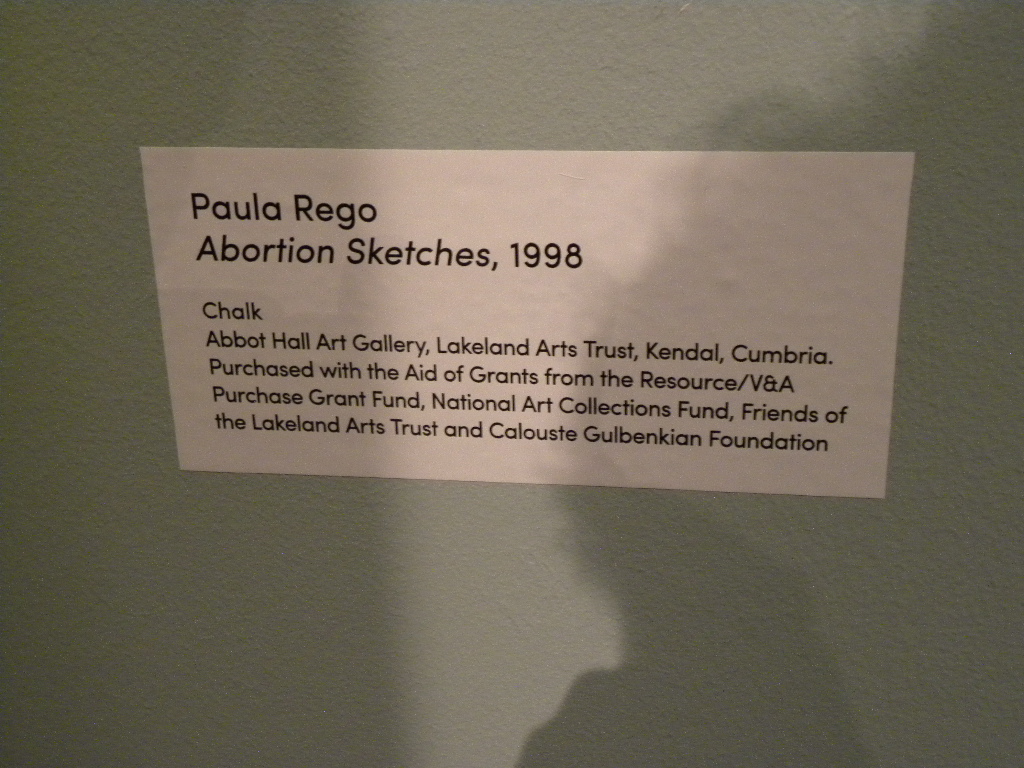 Paula Rego
Abortion Sketches, 1998
Chalk
Abbot Hall Art Gallery, Lakeland Arts Trust, Kendal, Cumbria.
Purchased with the Aid of Grants from the Resource/V&A
Purchase Grant Fund, National Art Collections Fund, Friends of
the Lakeland Arts Trust and Calouste Gulbenkian Foundation